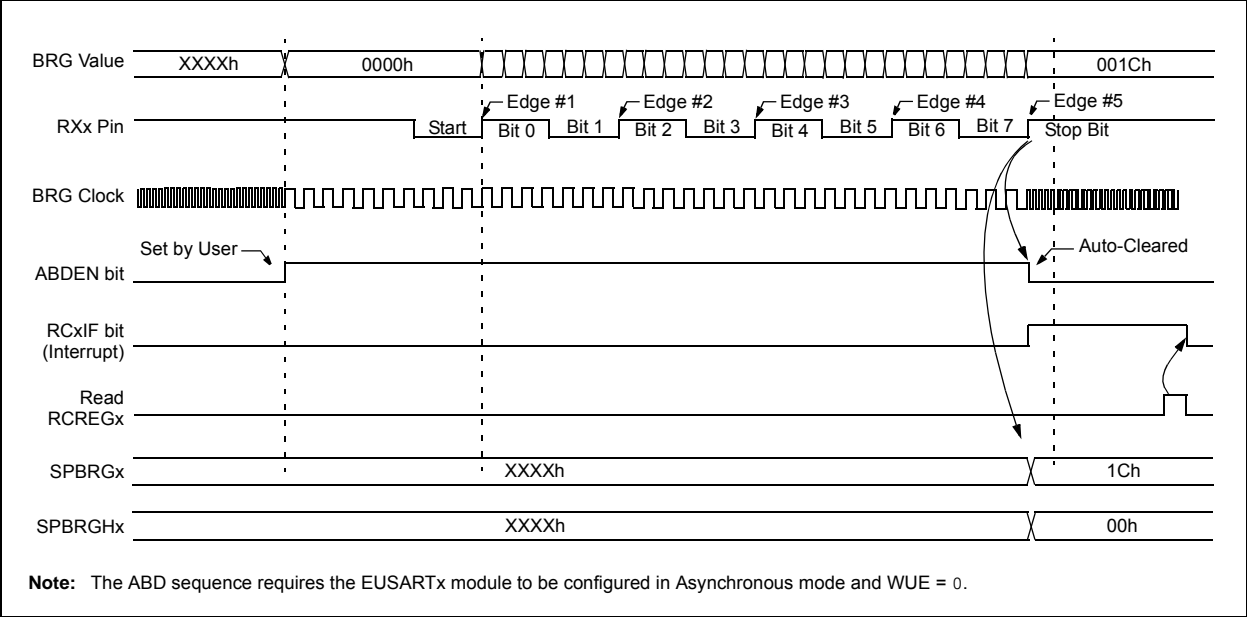 BRG Value XXXXh 0000h 001Ch
Edge #1 Edge #2 Edge #3 Edge #4 Edge #5
RXx Pin Start Bit 0 Bit 1 Bit 2 Bit 3 Bit 4 Bit 5 Bit 6 Bit 7 Stop Bit
BRG Clock
Set by User Auto-Cleared
ABDEN bit
RCxIF bit
(Interrupt)
Read
RCREGx
SPBRGx XXXXh 1Ch
SPBRGHx XXXXh 00h
Note: The ABD sequence requires the EUSARTx module to be configured in Asynchronous mode and WUE = 0.